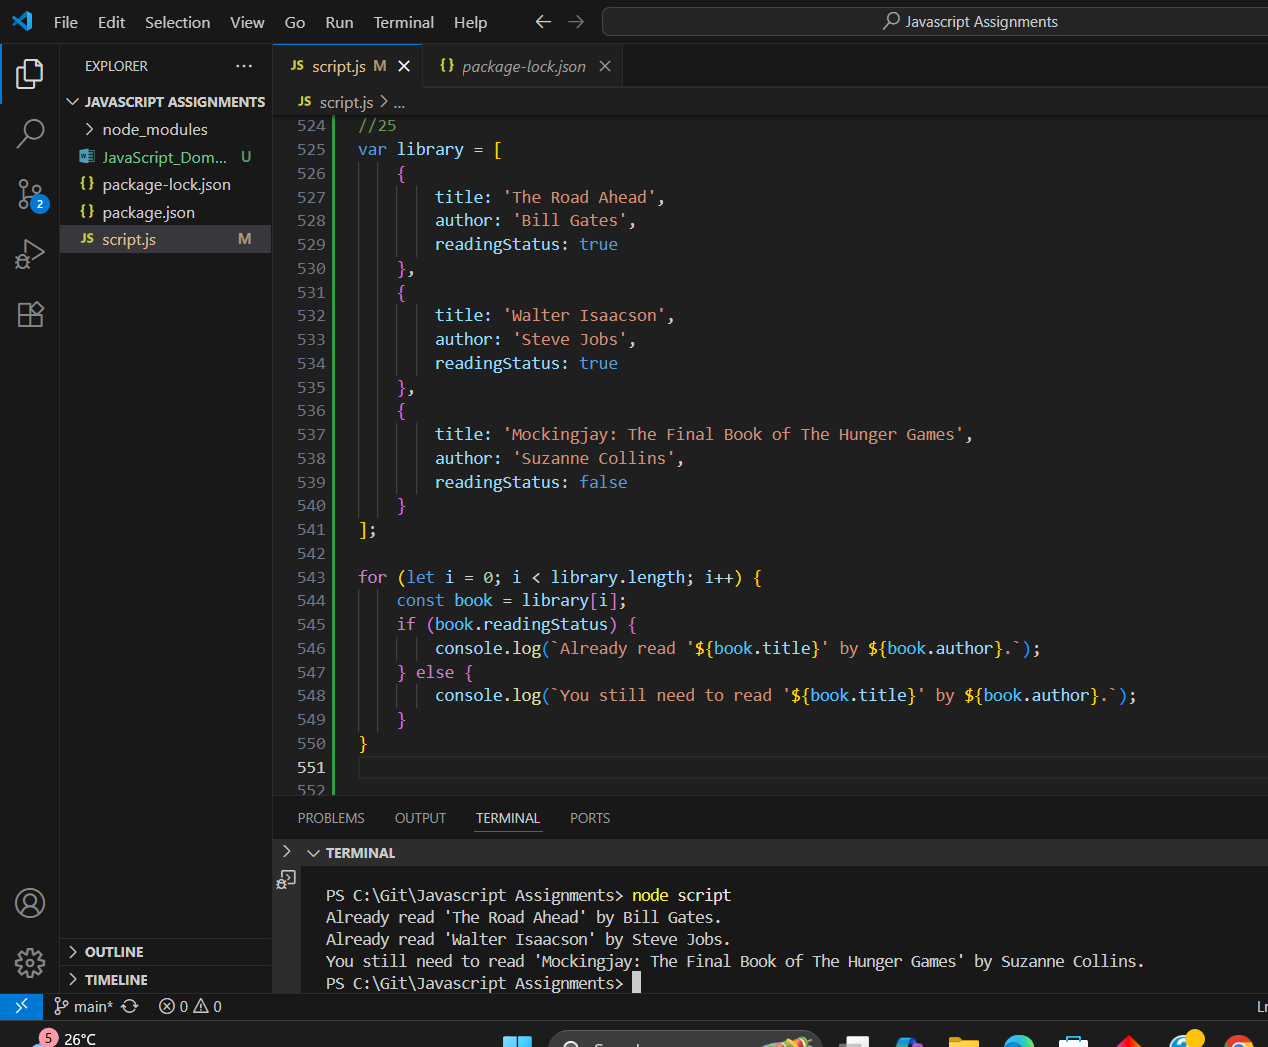 File Edit Selection View Go Run Terminal Help
Javascript Assignments
EXPLORER
JAVASCRIPT ASSIGNMENTS
node_modules
JavaScript_Dom... U
package-lock.json
package.json
JS script.js M
2
OUTLINE
TIMELINE
JS script.js M
{} package-lock.json
JS script.js > ...
524 //25
525 var library = [
526     {
527         title: 'The Road Ahead',
528         author: 'Bill Gates',
529         readingStatus: true
530     },
531     {
532         title: 'Walter Isaacson',
533         author: 'Steve Jobs',
534         readingStatus: true
535     },
536     {
537         title: 'Mockingjay: The Final Book of The Hunger Games',
538         author: 'Suzanne Collins',
539         readingStatus: false
540     }
541 ];
542
543 for (let i = 0; i < library.length; i++) {
544     const book = library[i];
545     if (book.readingStatus) {
546         console.log(`Already read '${book.title}' by ${book.author}.`);
547     } else {
548         console.log(`You still need to read '${book.title}' by ${book.author}.`);
549     }
550 }
551
552
PROBLEMS OUTPUT TERMINAL PORTS
TERMINAL
PS C:\Git\Javascript Assignments> node script
Already read 'The Road Ahead' by Bill Gates.
Already read 'Walter Isaacson' by Steve Jobs.
You still need to read 'Mockingjay: The Final Book of The Hunger Games' by Suzanne Collins.
PS C:\Git\Javascript Assignments>
main* 0 0
5 26°C